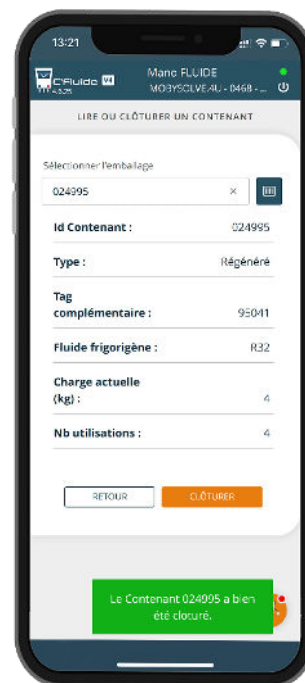 13:21
C'Fluide V4
Mano FLUIDE
MOBYSOLVE4U - 0468 - ...
LIRE OU CLÔTURER UN CONTENANT
Sélectionner l'emballage
024995 ×
Id Contenant : 024995
Type : Régénéré
Tag
complémentaire : 95041
Fluide frigorigène : R32
Charge actuelle
(kg) : 4
Nb utilisations : 4
RETOUR CLÔTURER
Le Contenant 024995 a bien
été cloturé.